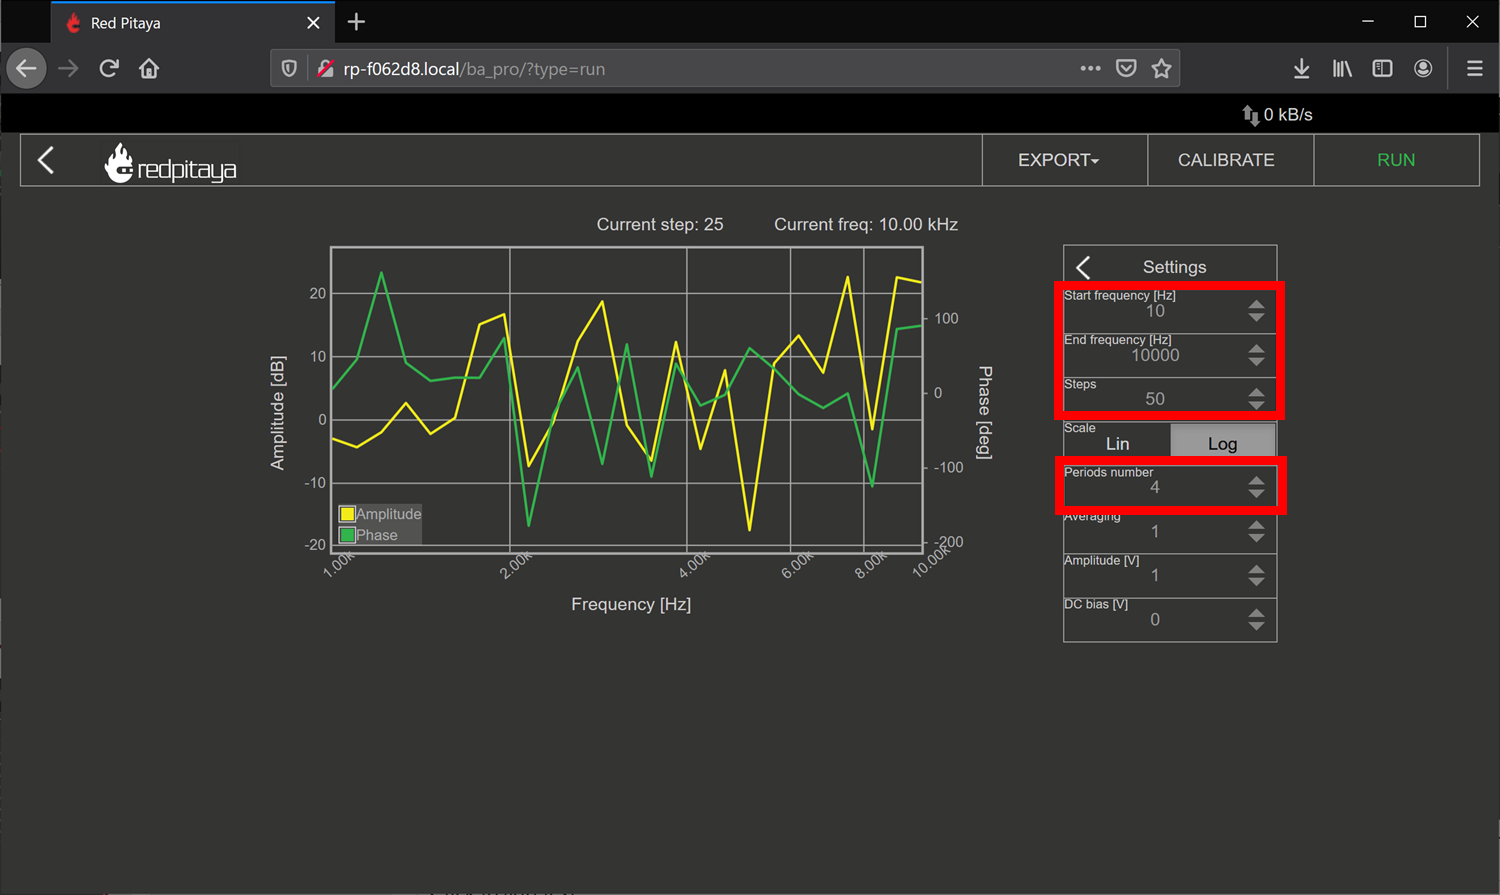 Red Pitaya
rp-f062d8.local/ba_pro/?type=run
0 kB/s
redpitaya
EXPORT
CALIBRATE
RUN
Current step: 25
Current freq: 10.00 kHz
20
10
0
-10
-20
Amplitude [dB]
100
0
-100
-200
Phase [deg]
Amplitude
Phase
1.00K
2.00K
4.00K
6.00K
8.00K
10.00K
Frequency [Hz]
Settings
Start frequency [Hz]
10
End frequency [Hz]
10000
Steps
50
Scale
Lin
Log
Periods number
4
Averaging
1
Amplitude [V]
1
DC bias [V]
0